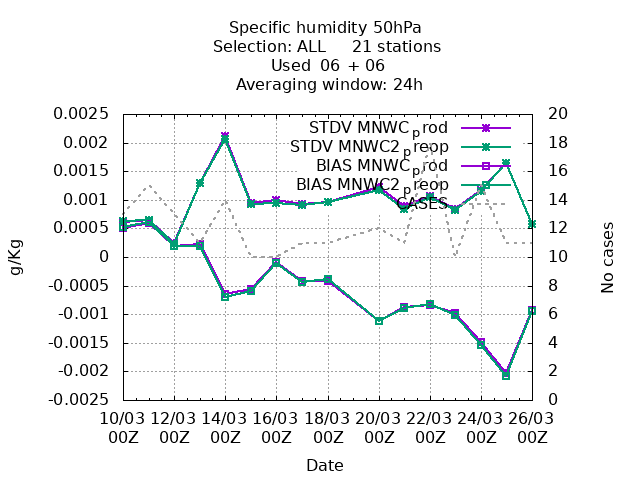 Specific humidity 50hPa
Selection: ALL 21 stations
Used 06 + 06
Averaging window: 24h
STDV MNWC_prod
STDV MNWC2_preop
BIAS MNWC_prod
BIAS MNWC2_preop
CASES
0.0025
0.002
0.0015
0.001
0.0005
0
-0.0005
-0.001
-0.0015
-0.002
-0.0025
g/Kg
20
18
16
14
12
10
8
6
4
2
0
No cases
10/03 12/03 14/03 16/03 18/03 20/03 22/03 24/03 26/03
00Z 00Z 00Z 00Z 00Z 00Z 00Z 00Z 00Z
Date